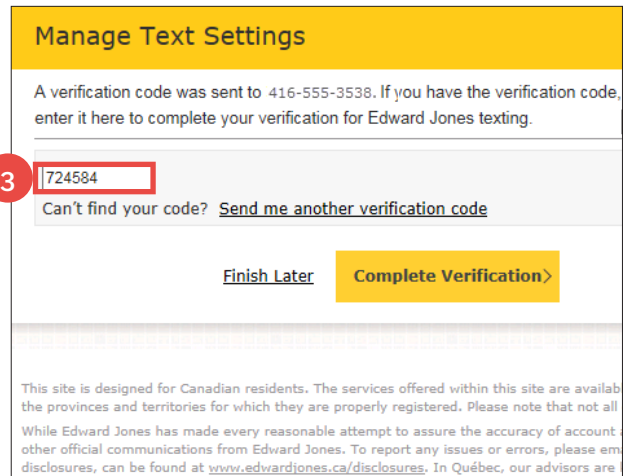 Manage Text Settings
A verification code was sent to 416-555-3538. If you have the verification code,
enter it here to complete your verification for Edward Jones texting.
3
724584
Can't find your code? Send me another verification code
Finish Later
Complete Verification>
This site is designed for Canadian residents. The services offered within this site are
the provinces and territories for which they are properly registered. Please note that not all
While Edward Jones has made every reasonable attempt to assure the accuracy of account
other official communications from Edward Jones. To report any issues or errors, please
disclosures, can be found at www.edwardjones.ca/disclosures. In Québec, our advisors are